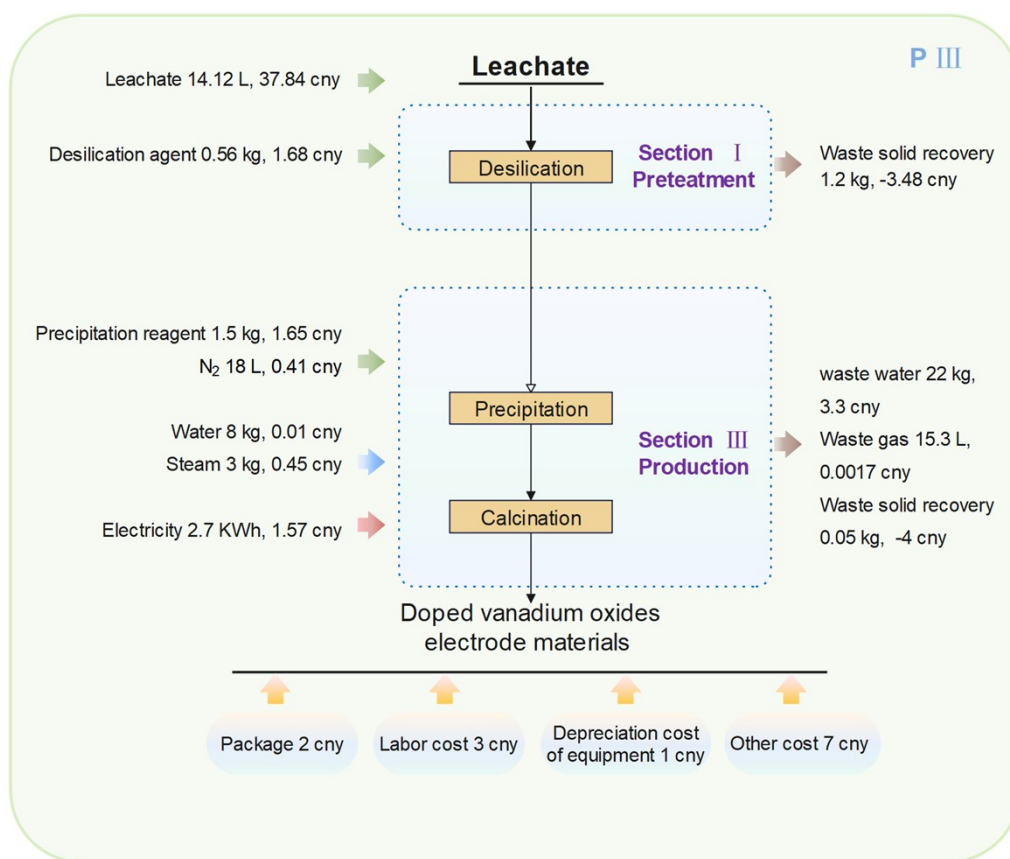 P Ⅲ
Leachate 14.12 L, 37.84 cny
Leachate
Desilication agent 0.56 kg, 1.68 cny
Desilication
Section Ⅰ
Pretreatment
Waste solid recovery
1.2 kg, -3.48 cny
Precipitation reagent 1.5 kg, 1.65 cny
N₂ 18 L, 0.41 cny
Water 8 kg, 0.01 cny
Steam 3 kg, 0.45 cny
Electricity 2.7 KWh, 1.57 cny
Precipitation
Calcination
Section Ⅲ
Production
waste water 22 kg,
3.3 cny
Waste gas 15.3 L,
0.0017 cny
Waste solid recovery
0.05 kg, -4 cny
Doped vanadium oxides
electrode materials
Package 2 cny
Labor cost 3 cny
Depreciation cost
of equipment 1 cny
Other cost 7 cny